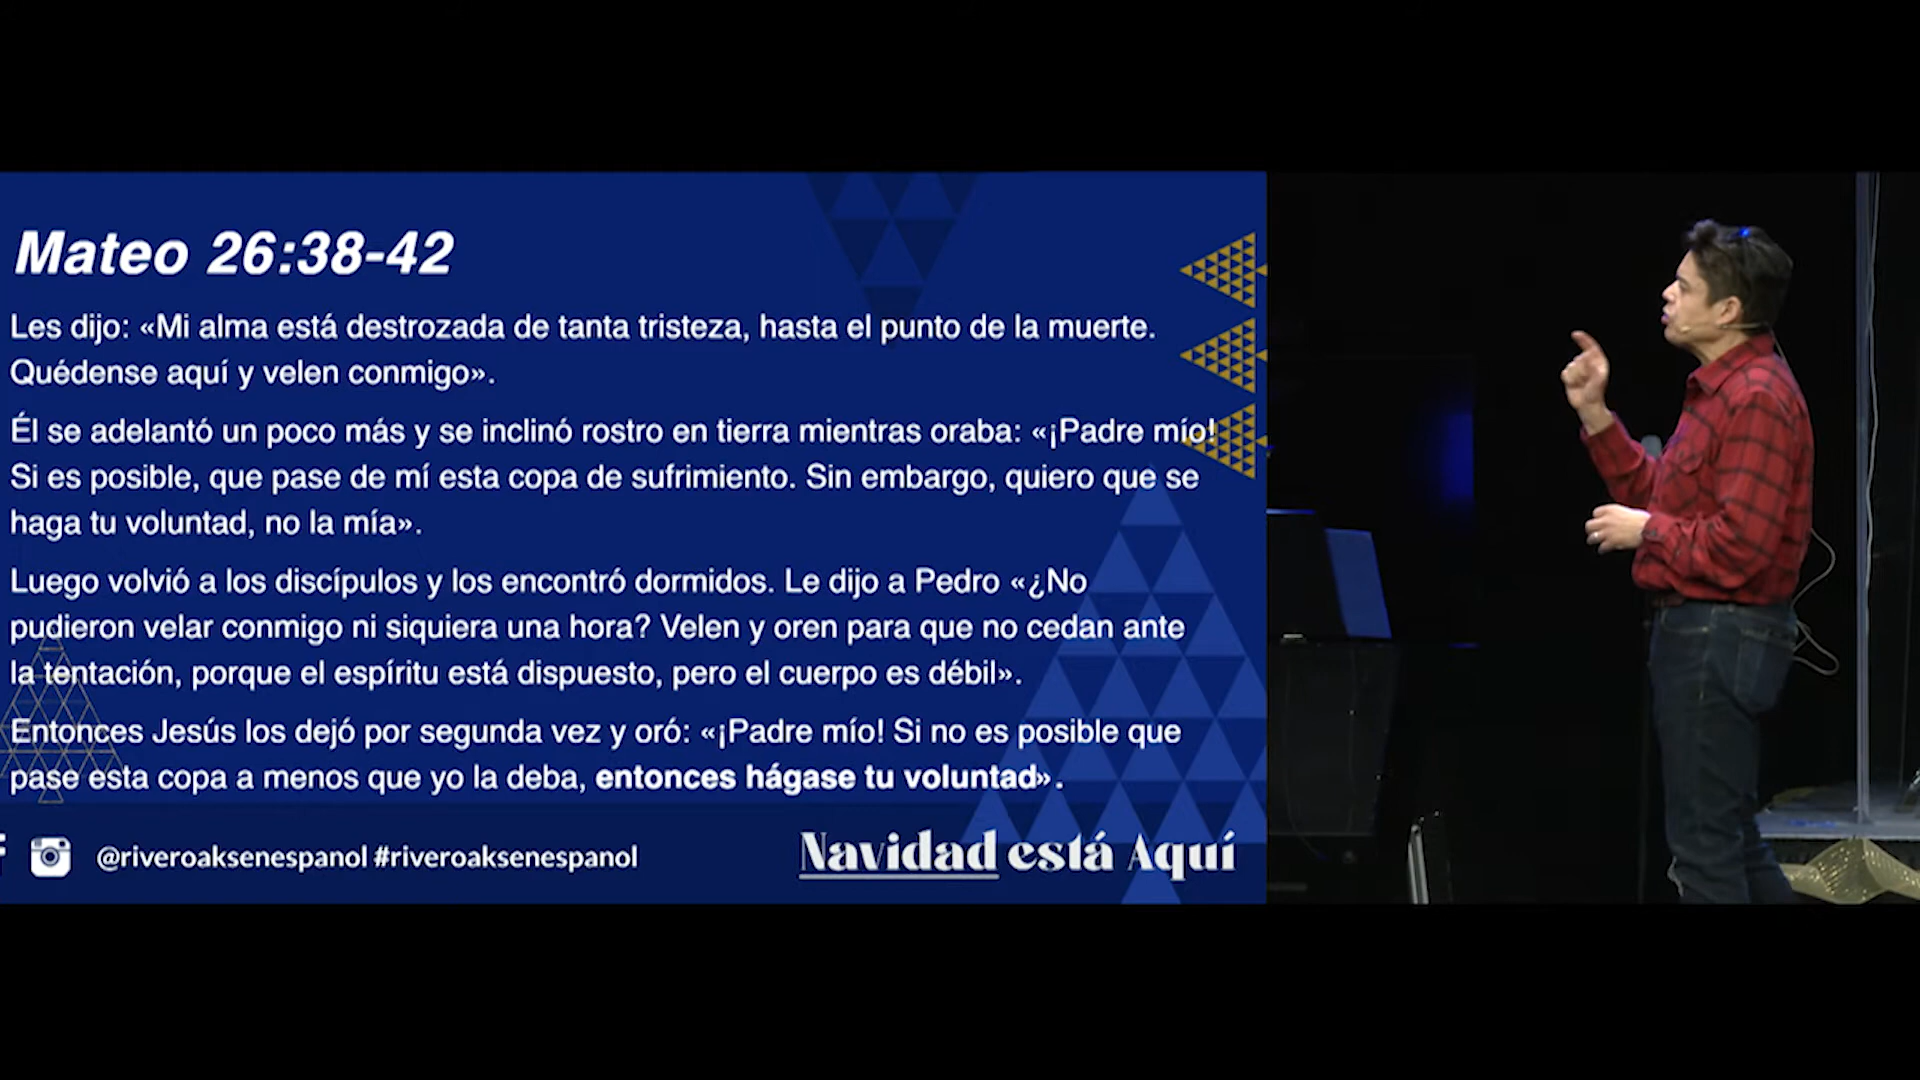 Mateo 26:38-42
Les dijo: «Mi alma está destrozada de tanta tristeza, hasta el punto de la muerte.
Quédense aquí y velen conmigo».
Él se adelantó un poco más y se inclinó rostro en tierra mientras oraba: «¡Padre mío!
Si es posible, que pase de mí esta copa de sufrimiento. Sin embargo, quiero que se
haga tu voluntad, no la mía».
Luego volvió a los discípulos y los encontró dormidos. Le dijo a Pedro «¿No
pudieron velar conmigo ni siquiera una hora? Velen y oren para que no cedan ante
la tentación, porque el espíritu está dispuesto, pero el cuerpo es débil».
Entonces Jesús los dejó por segunda vez y oró: «¡Padre mío! Si no es posible que
pase esta copa a menos que yo la deba, entonces hágase tu voluntad».
@riveroaksenespanol #riveroaksenespanol
Navidad está Aquí